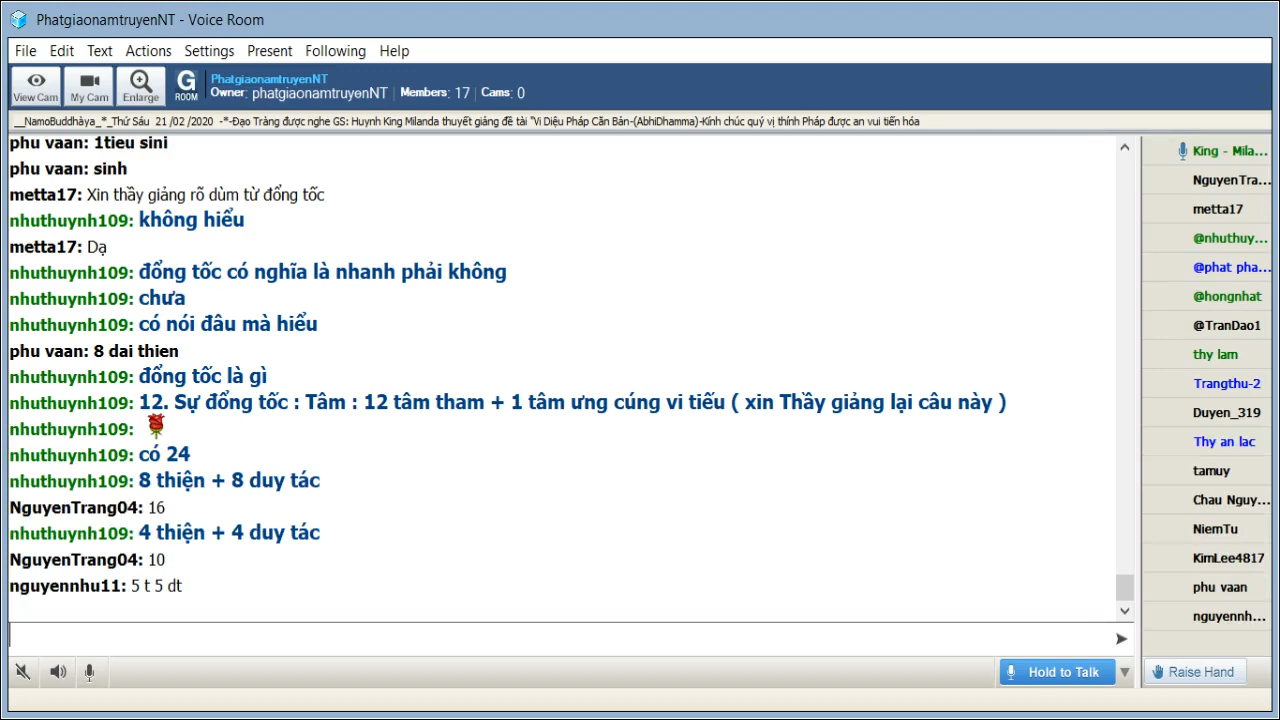 PhatgiaonamtruyenNT - Voice Room
File Edit Text Actions Settings Present Following Help
View Cam My Cam Enlarge G ROOM
PhatgiaonamtruyenNT
Owner: phatgiaonamtruyenNT Members: 17 Cams: 0
__NamoBuddhàya_*_Thứ Sáu 21 /02 /2020 -*-Đạo Tràng được nghe GS: Huynh King Milanda thuyết giảng đề tài "Vi Diệu Pháp Căn Bản-(AbhiDhamma)-Kính chúc quý vị thính Pháp được an vui tiến hóa
phu vaan: 1tieu sini
phu vaan: sinh
metta17: Xin thầy giảng rõ dùm từ đổng tốc
nhuthuynh109: không hiểu
metta17: Dạ
nhuthuynh109: đổng tốc có nghĩa là nhanh phải không
nhuthuynh109: chưa
nhuthuynh109: có nói đâu mà hiểu
phu vaan: 8 dai thien
nhuthuynh109: đổng tốc là gì
nhuthuynh109: 12. Sự đổng tốc : Tâm : 12 tâm tham + 1 tâm ưng cúng vi tiếu ( xin Thầy giảng lại câu này )
nhuthuynh109:
nhuthuynh109: có 24
nhuthuynh109: 8 thiện + 8 duy tác
NguyenTrang04: 16
nhuthuynh109: 4 thiện + 4 duy tác
NguyenTrang04: 10
nguyennhu11: 5 t 5 dt
King - Mila...
NguyenTra...
metta17
@nhuthuy...
@phat pha...
@hongnhat
@TranDao1
thy lam
Trangthu-2
Duyen_319
Thy an lac
tamuy
Chau Nguy...
NiemTu
KimLee4817
phu vaan
nguyennh...
Hold to Talk
Raise Hand